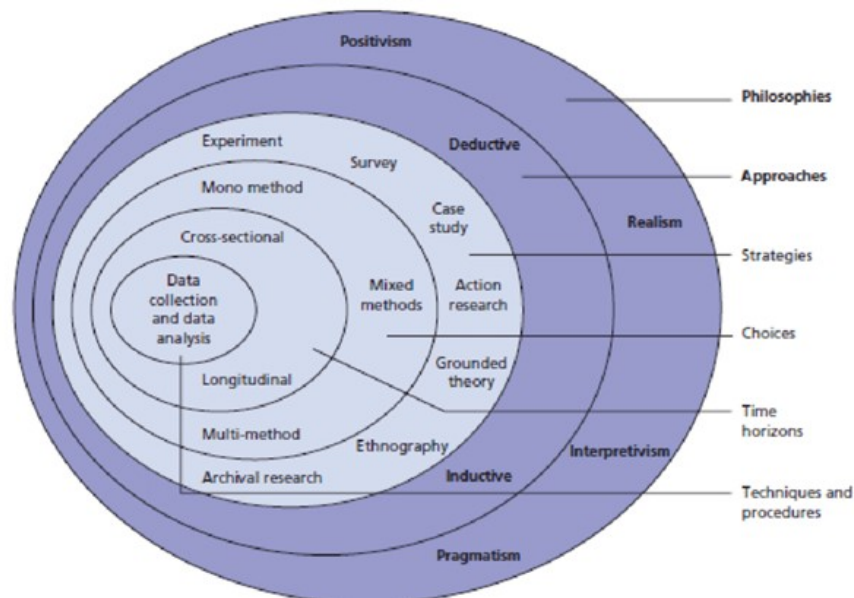 Positivism
Philosophies
Experiment
Deductive
Survey
Approaches
Mono method
Case
study
Realism
Cross-sectional
Strategies
Data
collection
and data
analysis
Mixed
methods
Action
research
Choices
Grounded
theory
Longitudinal
Time
horizons
Multi-method
Ethnography
Interpretivism
Archival research
Inductive
Techniques and
procedures
Pragmatism